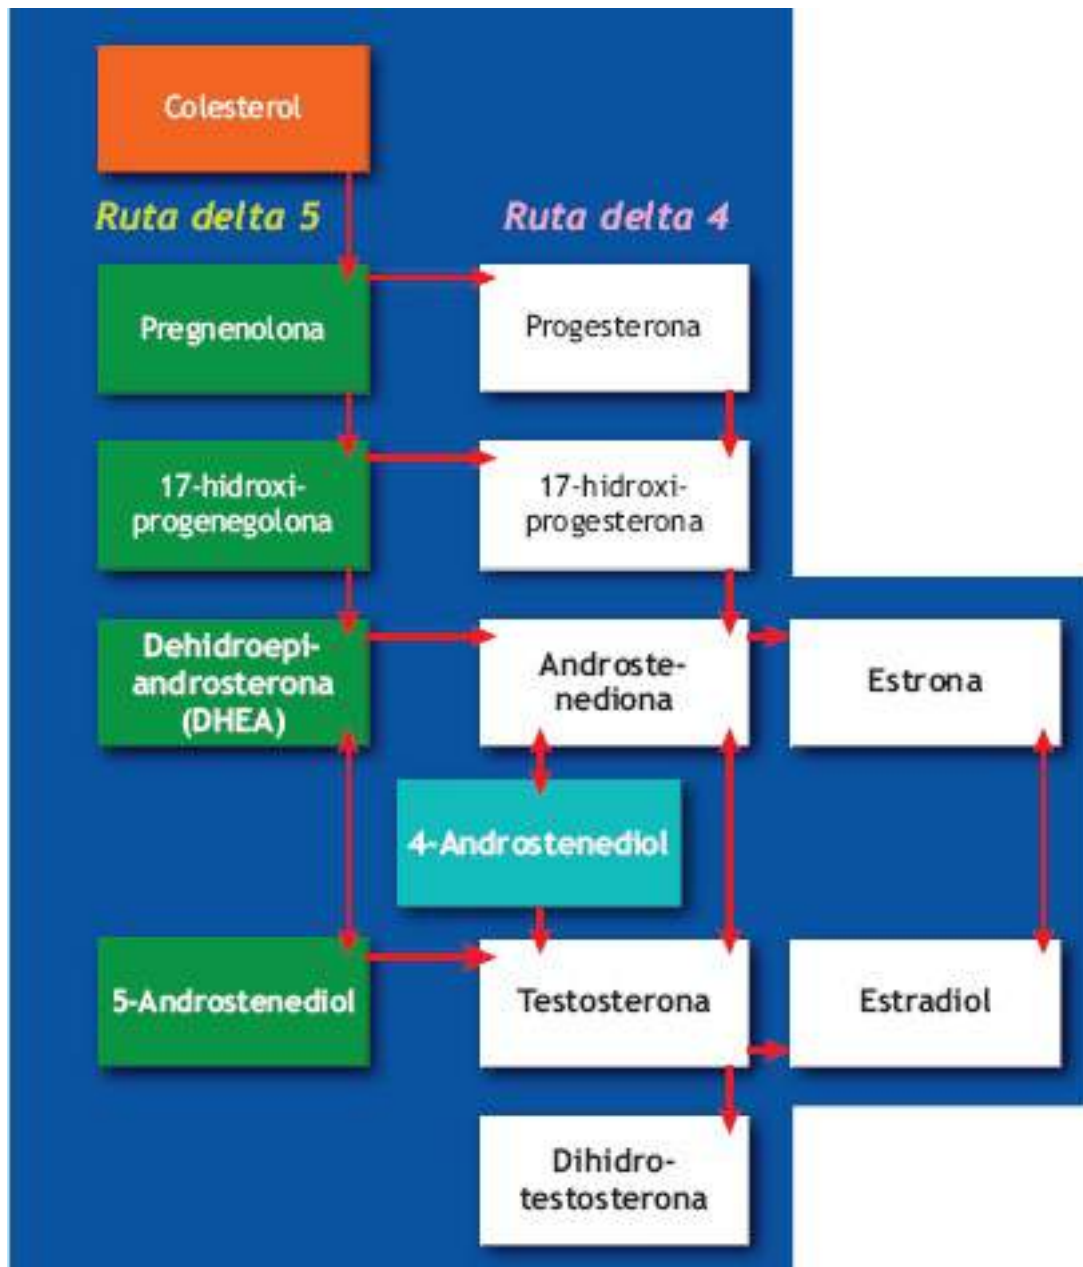 Colesterol
Ruta delta 5
Ruta delta 4
Pregnenolona
Progesterona
17-hidroxi-
progenegolona
17-hidroxi-
progesterona
Dehidroepi-
androsterona
(DHEA)
Androste-
nediona
Estrona
4-Androstenediol
5-Androstenediol
Testosterona
Estradiol
Dihidro-
testosterona